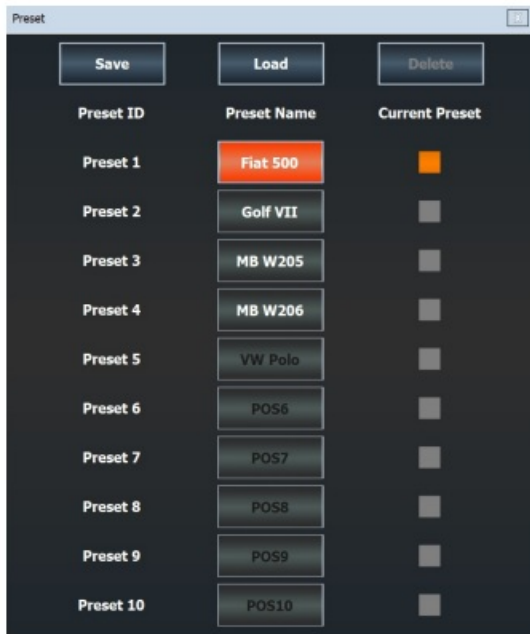 Preset
Save Load Delete
Preset ID Preset Name Current Preset
Preset 1 Fiat 500
Preset 2 Golf VII
Preset 3 MB W205
Preset 4 MB W206
Preset 5 VW Polo
Preset 6 POS6
Preset 7 POS7
Preset 8 POS8
Preset 9 POS9
Preset 10 POS10